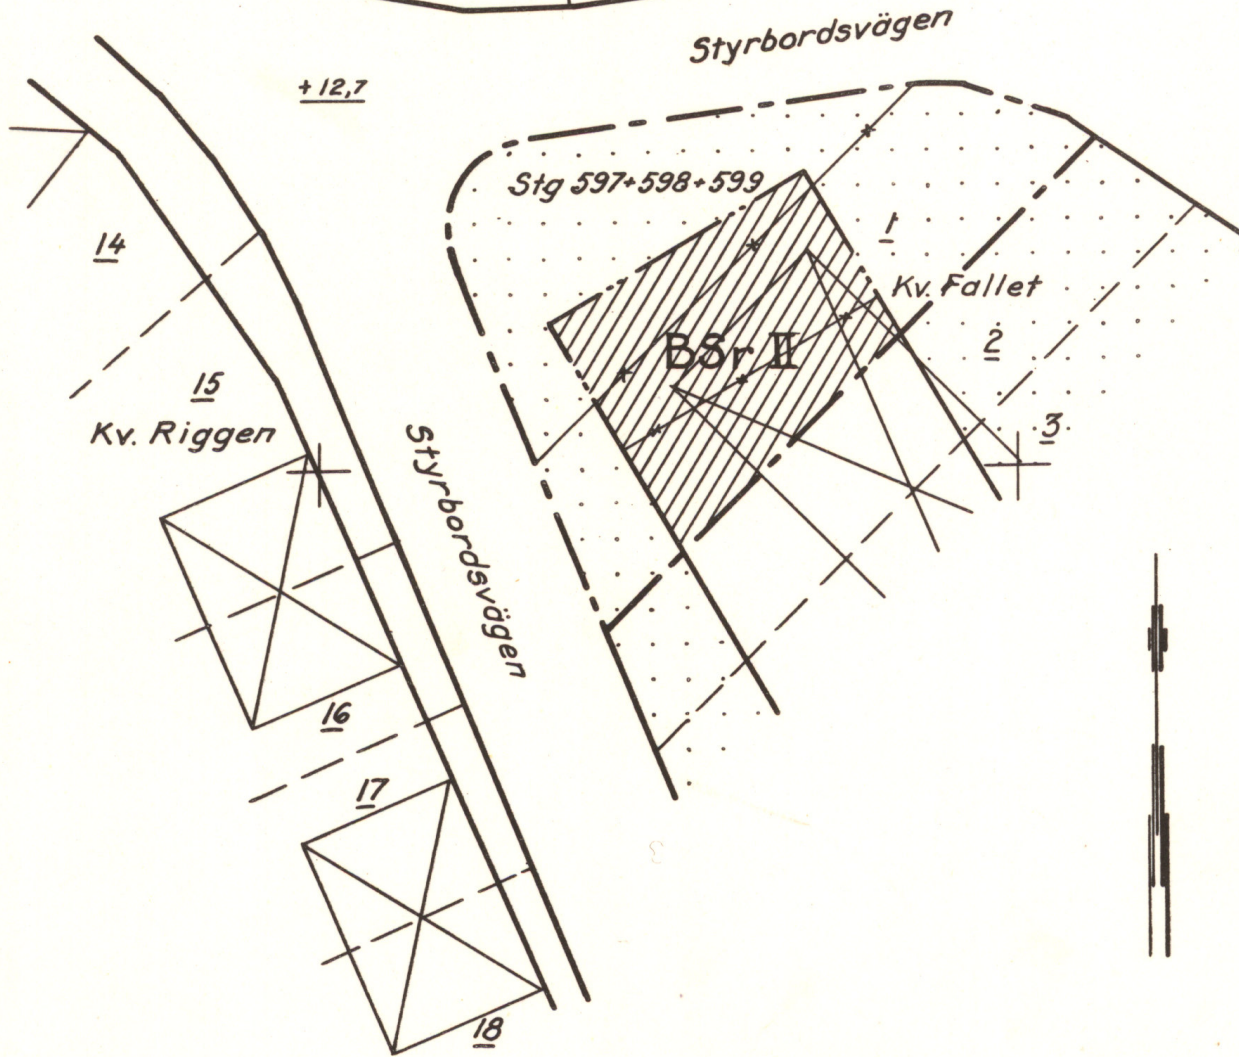 Styrbordsvägen
+12,7
Stg 597+598+599
14
1
Kv. Fallet
2
BSr II
15
3
Kv. Riggen
Styrbordsvägen
16
17
18